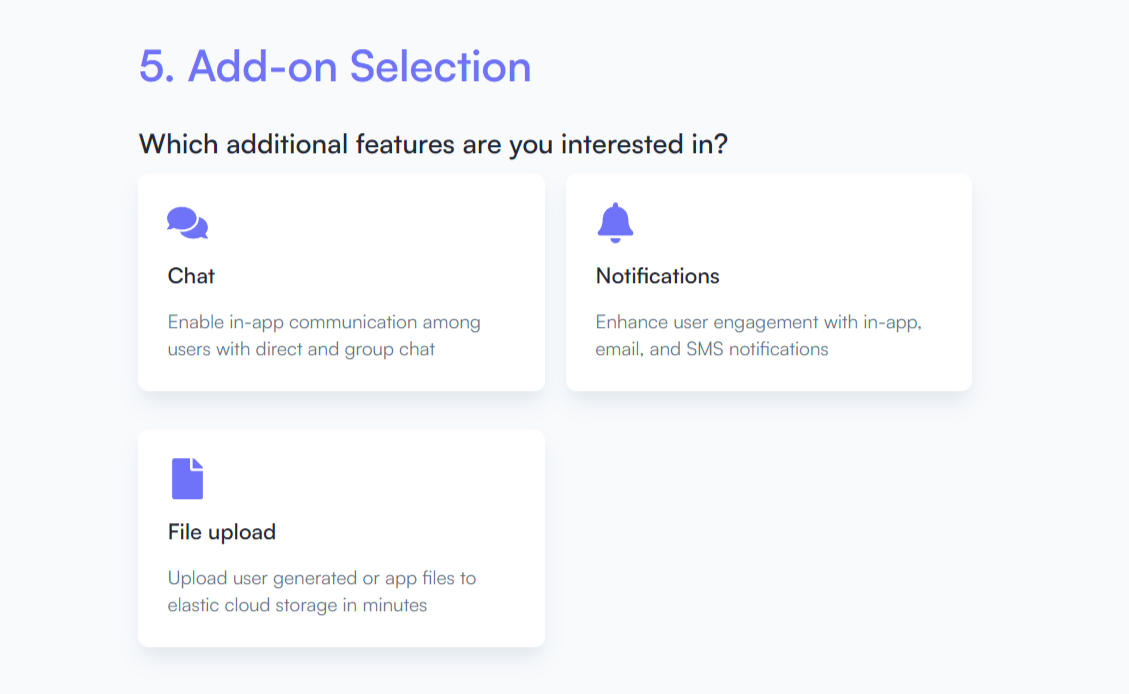 5. Add-on Selection
Which additional features are you interested in?
Chat
Enable in-app communication among
users with direct and group chat
Notifications
Enhance user engagement with in-app,
email, and SMS notifications
File upload
Upload user generated or app files to
elastic cloud storage in minutes